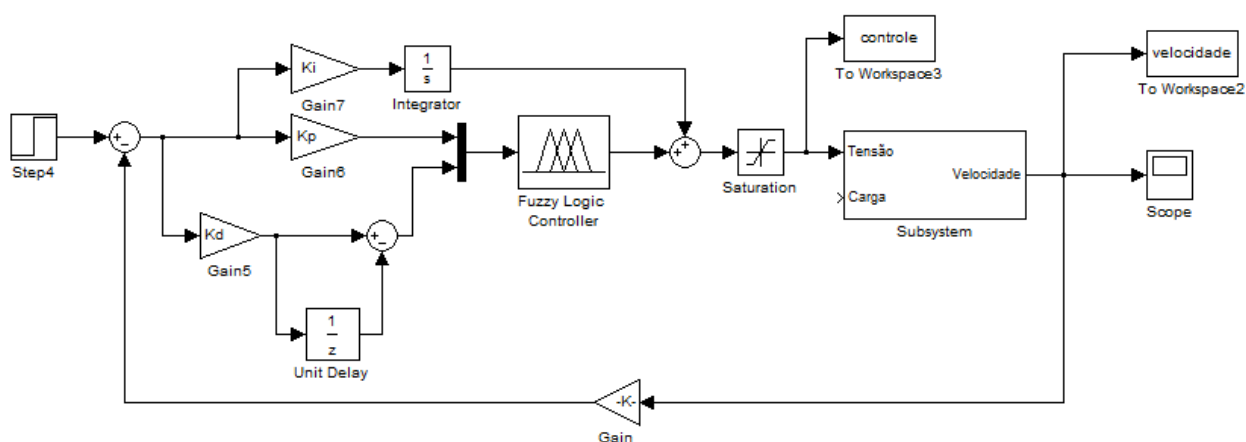 Step4
+
−
Ki
Gain7
1
s
Integrator
Kp
Gain6
Kd
Gain5
+
−
1
z
Unit Delay
Fuzzy Logic
Controller
+
+
Saturation
controle
To Workspace3
Tensão
Carga
Velocidade
Subsystem
velocidade
To Workspace2
Scope
-K-
Gain